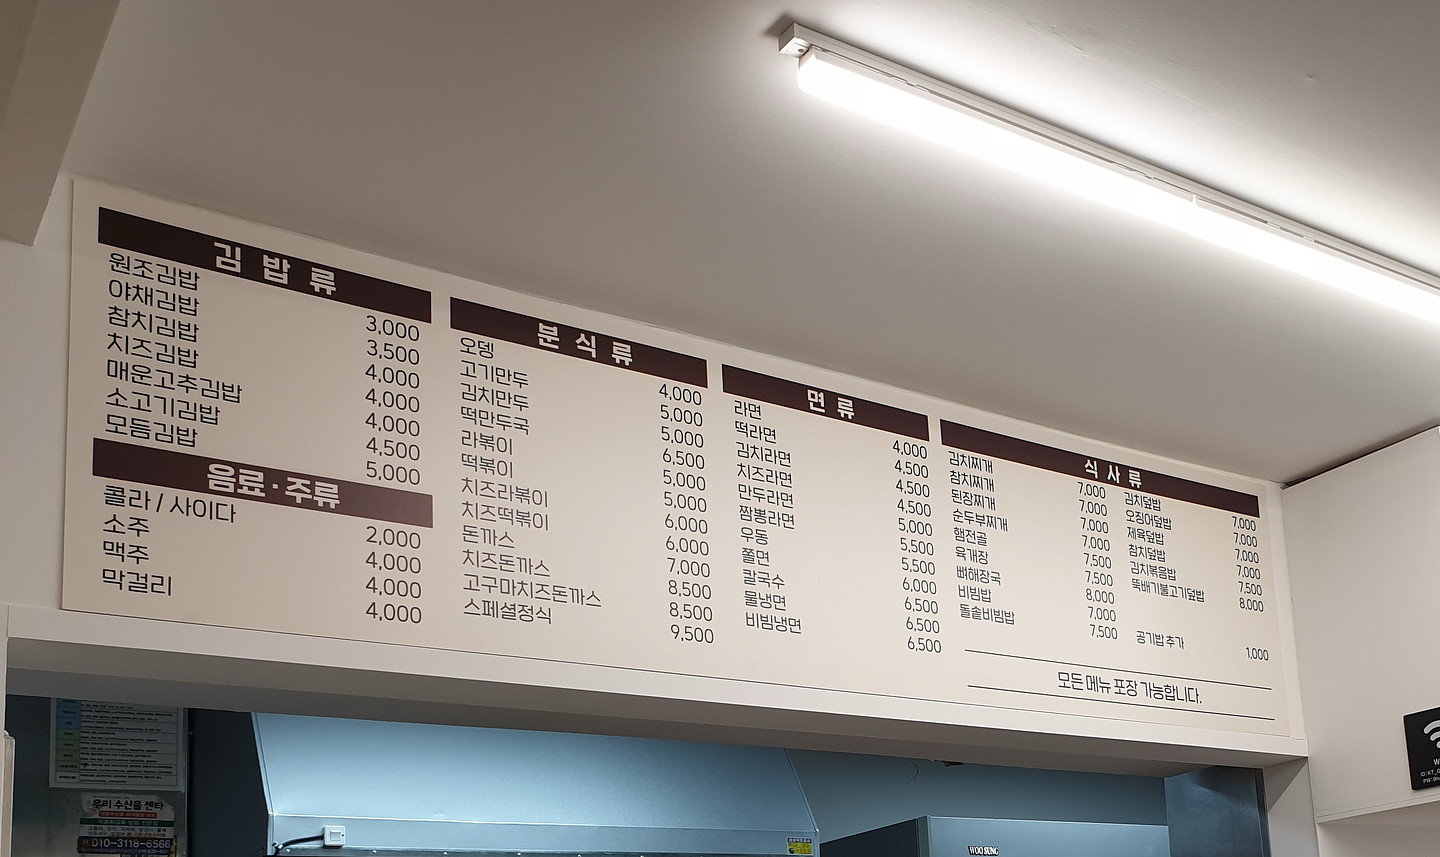 김밥류
원조김밥 3,000
야채김밥 3,500
참치김밥 4,000
치즈김밥 4,000
매운고추김밥 4,000
소고기김밥 4,500
모듬김밥 5,000
음료·주류
콜라 / 사이다 2,000
소주 4,000
맥주 4,000
막걸리 4,000
분식류
오뎅 4,000
고기만두 5,000
김치만두 5,000
떡만두국 6,500
라볶이 5,000
떡볶이 5,000
치즈라볶이 6,000
치즈떡볶이 6,000
돈까스 7,000
치즈돈까스 8,500
고구마치즈돈까스 8,500
스페셜정식 9,500
면류
라면 4,000
떡라면 4,500
김치라면 4,500
치즈라면 4,500
만두라면 5,000
짬뽕라면 5,500
우동 5,500
쫄면 6,000
칼국수 6,500
물냉면 6,500
비빔냉면 6,500
식사류
김치찌개 7,000
참치찌개 7,000
된장찌개 7,000
순두부찌개 7,000
햄전골 7,500
육개장 7,500
뼈해장국 8,000
비빔밥 7,000
돌솥비빔밥 7,500
김치덮밥 7,000
오징어덮밥 7,000
제육덮밥 7,000
참치덮밥 7,000
김치볶음밥 7,500
뚝배기불고기덮밥 8,000
공기밥 추가 1,000
모든 메뉴 포장 가능합니다.
우리 수산물 센타
010-3118-6566
WOO SUNG